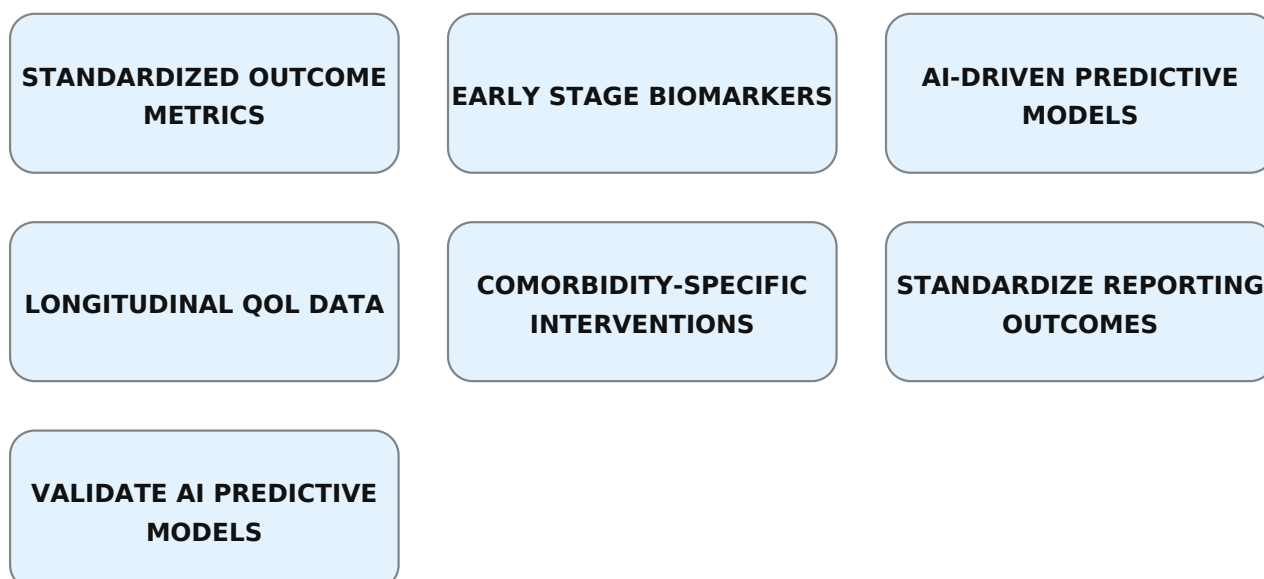 STANDARDIZED OUTCOME
METRICS
EARLY STAGE BIOMARKERS
AI-DRIVEN PREDICTIVE
MODELS
LONGITUDINAL QOL DATA
COMORBIDITY-SPECIFIC
INTERVENTIONS
STANDARDIZE REPORTING
OUTCOMES
VALIDATE AI PREDICTIVE
MODELS